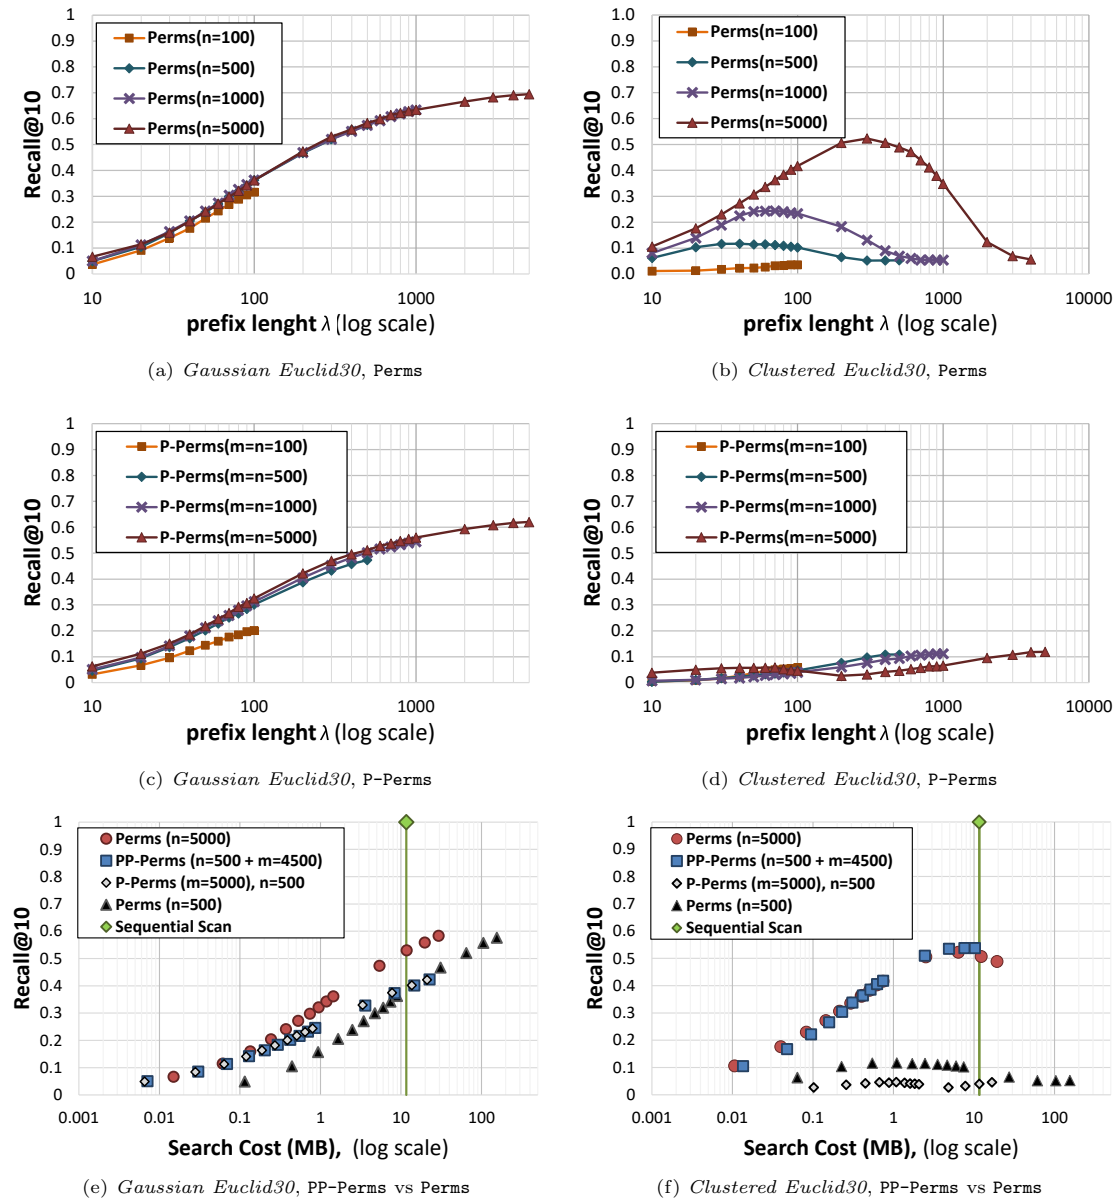 1
0.9
0.8
0.7
0.6
0.5
0.4
0.3
0.2
0.1
0
Recall@10
Perms(n=100)
Perms(n=500)
Perms(n=1000)
Perms(n=5000)
10
100
1000
prefix lenght λ (log scale)
(a) Gaussian Euclid30, Perms
1
0.9
0.8
0.7
0.6
0.5
0.4
0.3
0.2
0.1
0.0
Recall@10
Perms(n=100)
Perms(n=500)
Perms(n=1000)
Perms(n=5000)
10
100
1000
10000
prefix lenght λ (log scale)
(b) Clustered Euclid30, Perms
1
0.9
0.8
0.7
0.6
0.5
0.4
0.3
0.2
0.1
0
Recall@10
P-Perms(m=n=100)
P-Perms(m=n=500)
P-Perms(m=n=1000)
P-Perms(m=n=5000)
10
100
1000
prefix lenght λ (log scale)
(c) Gaussian Euclid30, P-Perms
1
0.9
0.8
0.7
0.6
0.5
0.4
0.3
0.2
0.1
0
Recall@10
P-Perms(m=n=100)
P-Perms(m=n=500)
P-Perms(m=n=1000)
P-Perms(m=n=5000)
10
100
1000
10000
prefix lenght λ (log scale)
(d) Clustered Euclid30, P-Perms
1
0.9
0.8
0.7
0.6
0.5
0.4
0.3
0.2
0.1
0
Recall@10
Perms (n=5000)
PP-Perms (n=500 + m=4500)
P-Perms (m=5000), n=500
Perms (n=500)
Sequential Scan
0.001
0.01
0.1
1
10
100
Search Cost (MB), (log scale)
(e) Gaussian Euclid30, PP-Perms vs Perms
1
0.9
0.8
0.7
0.6
0.5
0.4
0.3
0.2
0.1
0
Recall@10
Perms (n=5000)
PP-Perms (n=500 + m=4500)
P-Perms (m=5000), n=500
Perms (n=500)
Sequential Scan
0.001
0.01
0.1
1
10
100
Search Cost (MB), (log scale)
(f) Clustered Euclid30, PP-Perms vs Perms